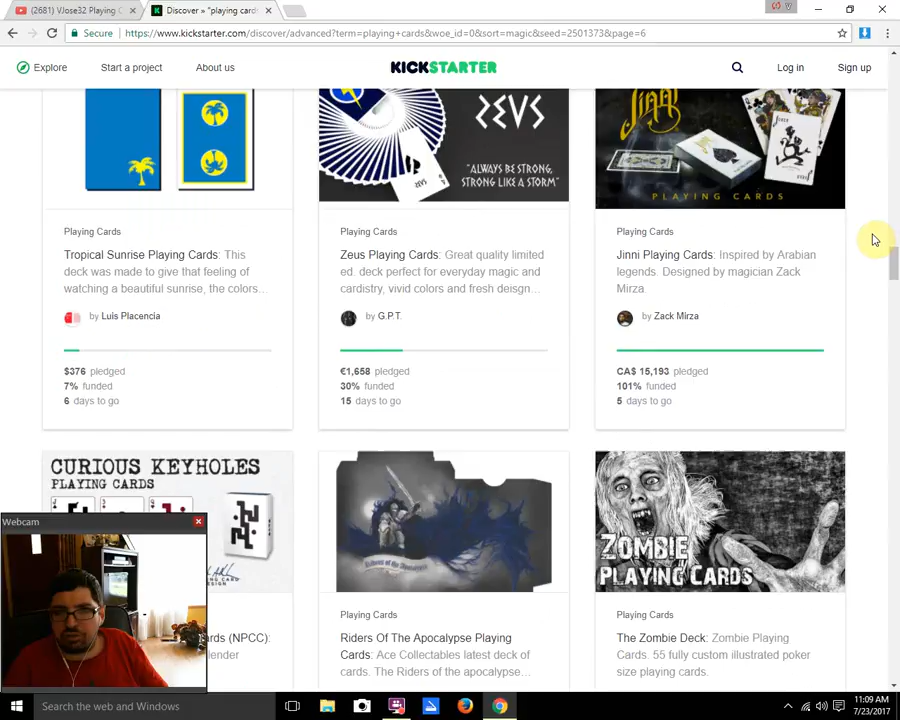 (2681) VJose32 Playing C
Discover » "playing cards
Secure
https://www.kickstarter.com/discover/advanced?term=playing+cards&woe_id=0&sort=magic&seed=2501373&page=6
Explore
Start a project
About us
KICKSTARTER
Log in
Sign up
ZEUS
"ALWAYS BE STRONG,
STRONG LIKE A STORM"
Jinni
PLAYING CARDS
Playing Cards
Tropical Sunrise Playing Cards: This
deck was made to give that feeling of
watching a beautiful sunrise, the colors...
by Luis Placencia
$376 pledged
7% funded
6 days to go
Playing Cards
Zeus Playing Cards: Great quality limited
ed. deck perfect for everyday magic and
cardistry, vivid colors and fresh deisgn...
by G.P.T.
€1,658 pledged
30% funded
15 days to go
Playing Cards
Jinni Playing Cards: Inspired by Arabian
legends. Designed by magician Zack
Mirza
by Zack Mirza
CA$ 15,193 pledged
101% funded
5 days to go
CURIOUS KEYHOLES
PLAYING CARDS
ards (NPCC):
lender
Playing Cards
Riders Of The Apocalypse Playing
Cards: Ace Collectables latest deck of
cards. The Riders of the apocalypse...
ZOMBIE
PLAYING CARDS
Playing Cards
The Zombie Deck: Zombie Playing
Cards. 55 fully custom illustrated poker
size playing cards.
Webcam
Search the web and Windows
11:09 AM
7/23/2017